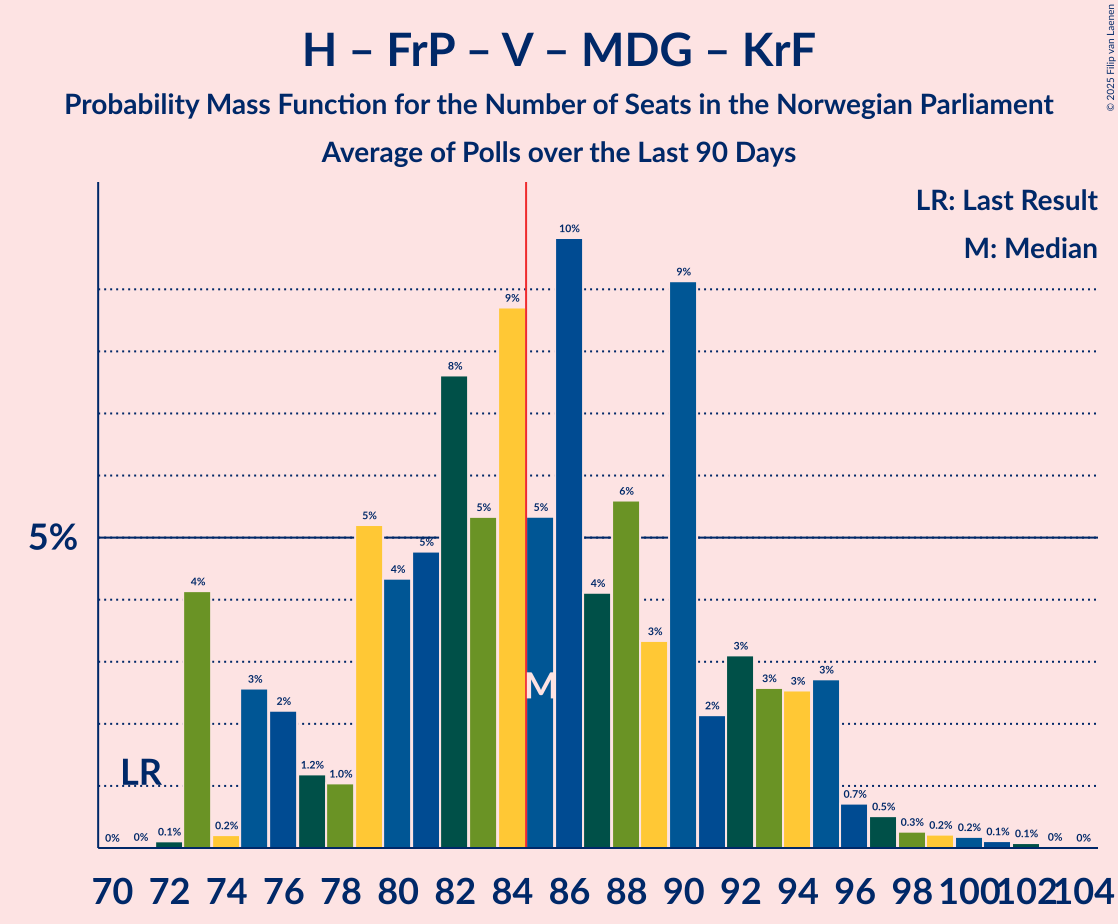 H – FrP – V – MDG – KrF
Probability Mass Function for the Number of Seats in the Norwegian Parliament
Average of Polls over the Last 90 Days
© 2025 Filip van Laenen
LR: Last Result
M: Median
5%
LR
M
0% 0% 0.1% 4% 0.2% 3% 2% 1.2% 1.0% 5% 4% 5% 8% 5% 9% 5% 10% 4% 6% 3% 9% 2% 3% 3% 3% 3% 0.7% 0.5% 0.3% 0.2% 0.2% 0.1% 0.1% 0% 0%
70 72 74 76 78 80 82 84 86 88 90 92 94 96 98 100 102 104